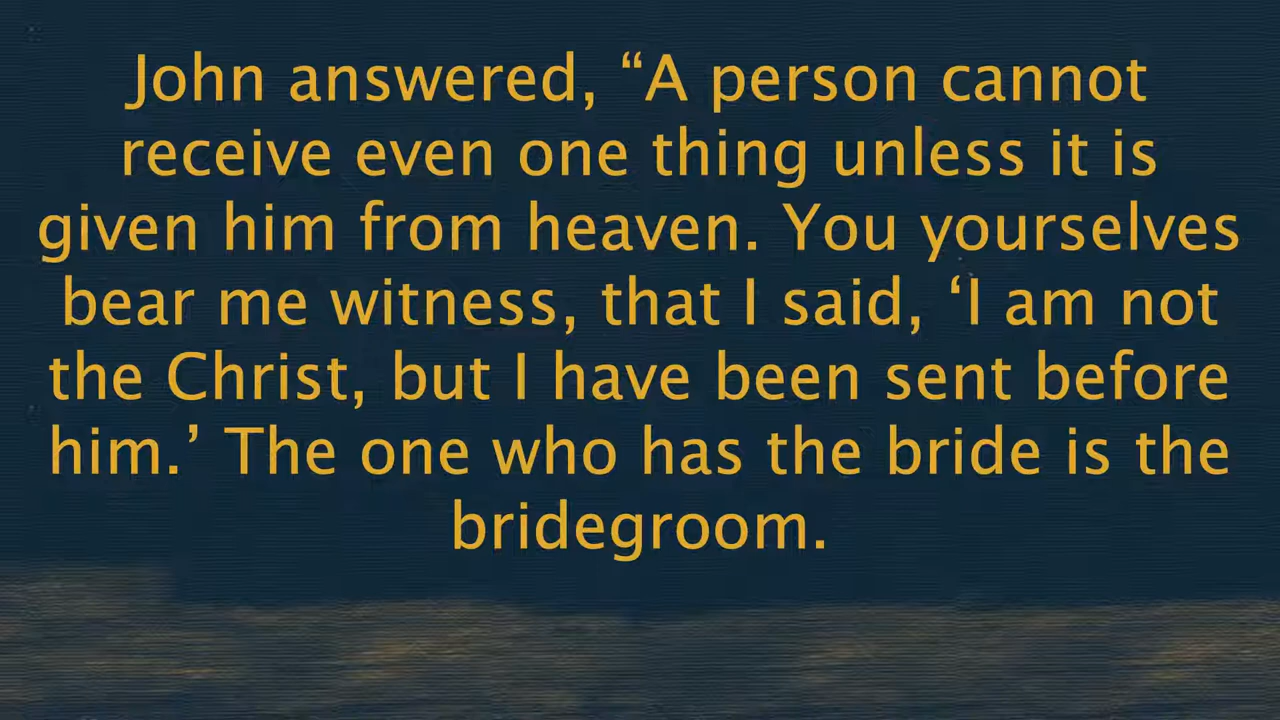 John answered, “A person cannot
receive even one thing unless it is
given him from heaven. You yourselves
bear me witness, that I said, ‘I am not
the Christ, but I have been sent before
him.’ The one who has the bride is the
bridegroom.